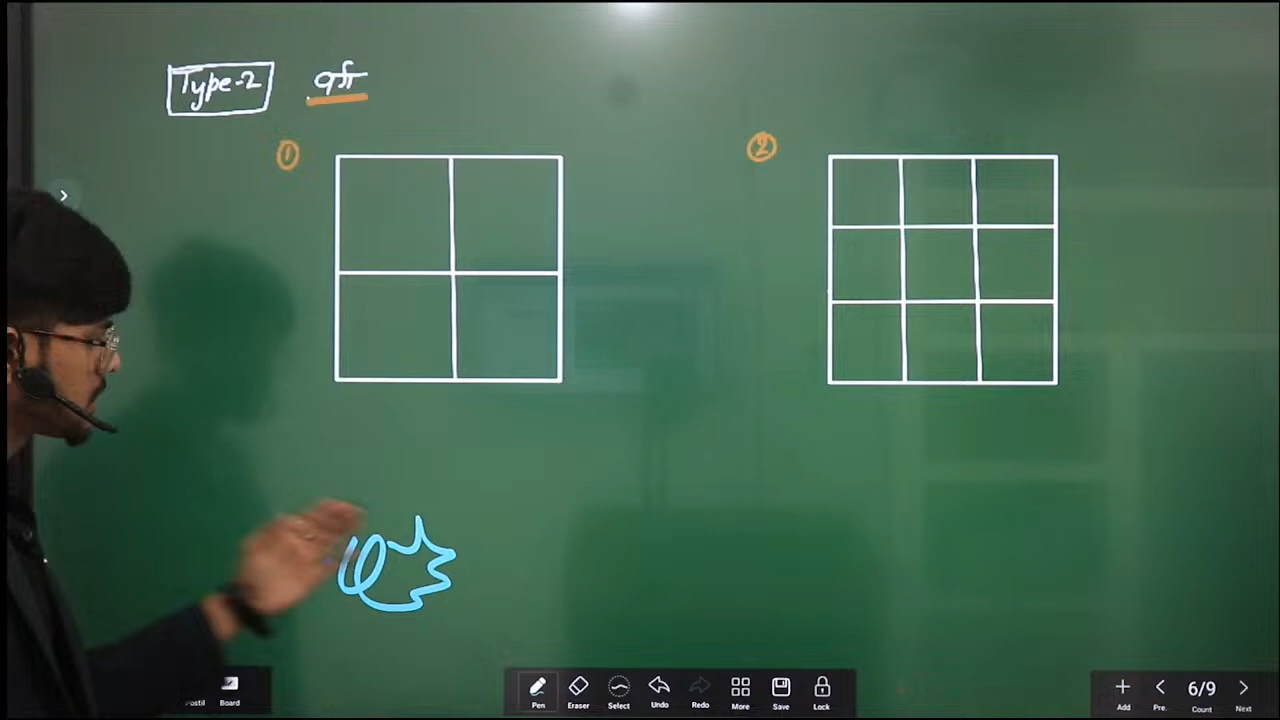 Type-2 वर्ग
① ②
Board Pen Eraser Select Undo Redo More Save Lock Add Pre. 6/9 Count Next